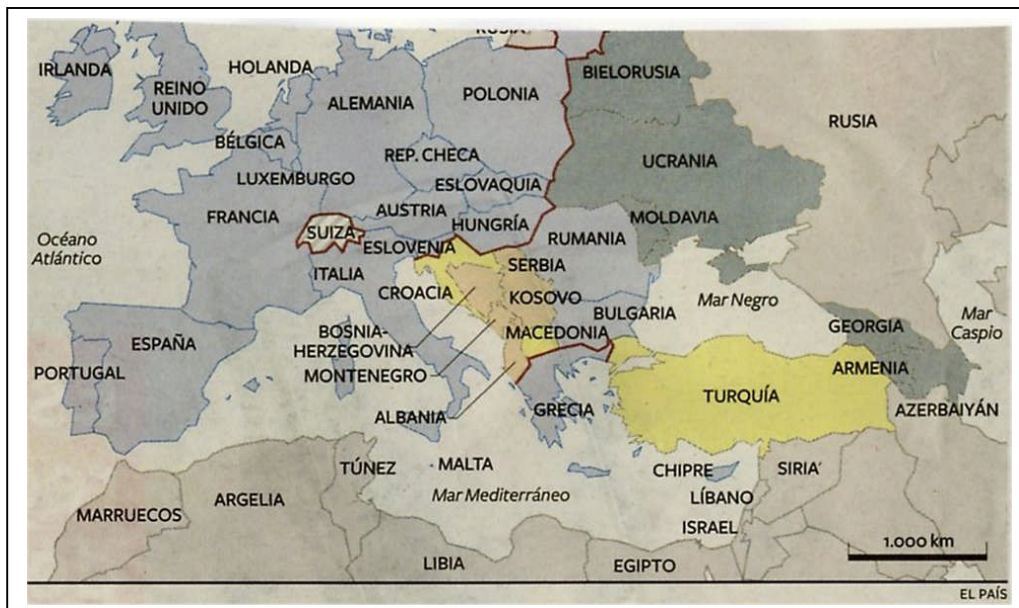 RUSIA
IRLANDA
REINO
UNIDO
HOLANDA
ALEMANIA
POLONIA
BIELORUSIA
RUSIA
BÉLGICA
REP. CHECA
UCRANIA
LUXEMBURGO
ESLOVAQUIA
FRANCIA
AUSTRIA
HUNGRÍA
MOLDAVIA
SUIZA
ESLOVENIA
RUMANIA
Océano
Atlántico
ITALIA
SERBIA
CROACIA
KOSOVO
Mar Negro
Mar
Caspio
BOSNIA-
HERZEGOVINA
MACEDONIA
BULGARIA
GEORGIA
ESPAÑA
PORTUGAL
MONTENEGRO
ARMENIA
ALBANIA
GRECIA
TURQUÍA
AZERBAIYÁN
TÚNEZ
MALTA
CHIPRE
SIRIA
Mar Mediterráneo
LÍBANO
ARGELIA
MARRUECOS
ISRAEL
1.000 km
LIBIA
EGIPTO
EL PAÍS